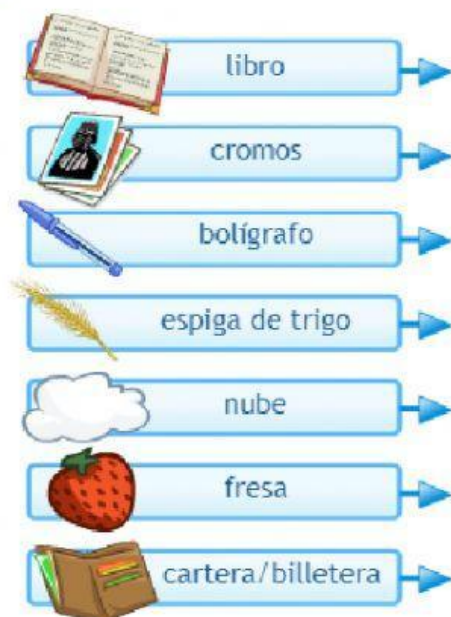 libro
cromos
bolígrafo
espiga de trigo
nube
fresa
cartera/billetera